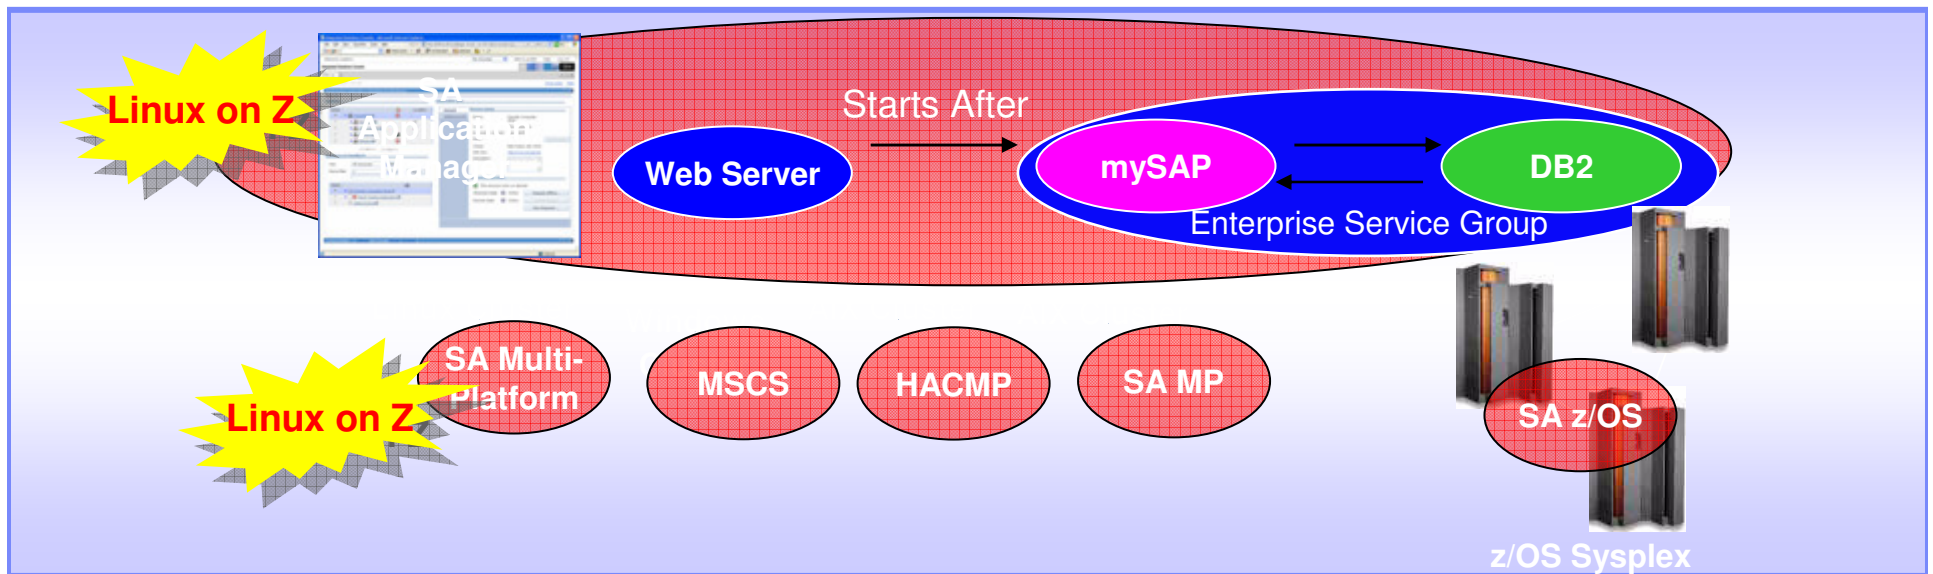 Linux on Z
SA
Application
Manager
Starts After
Web Server
mySAP
DB2
Enterprise Service Group
SA Multi-
Platform
MSCS
HACMP
SA MP
Linux on Z
SA z/OS
z/OS Sysplex